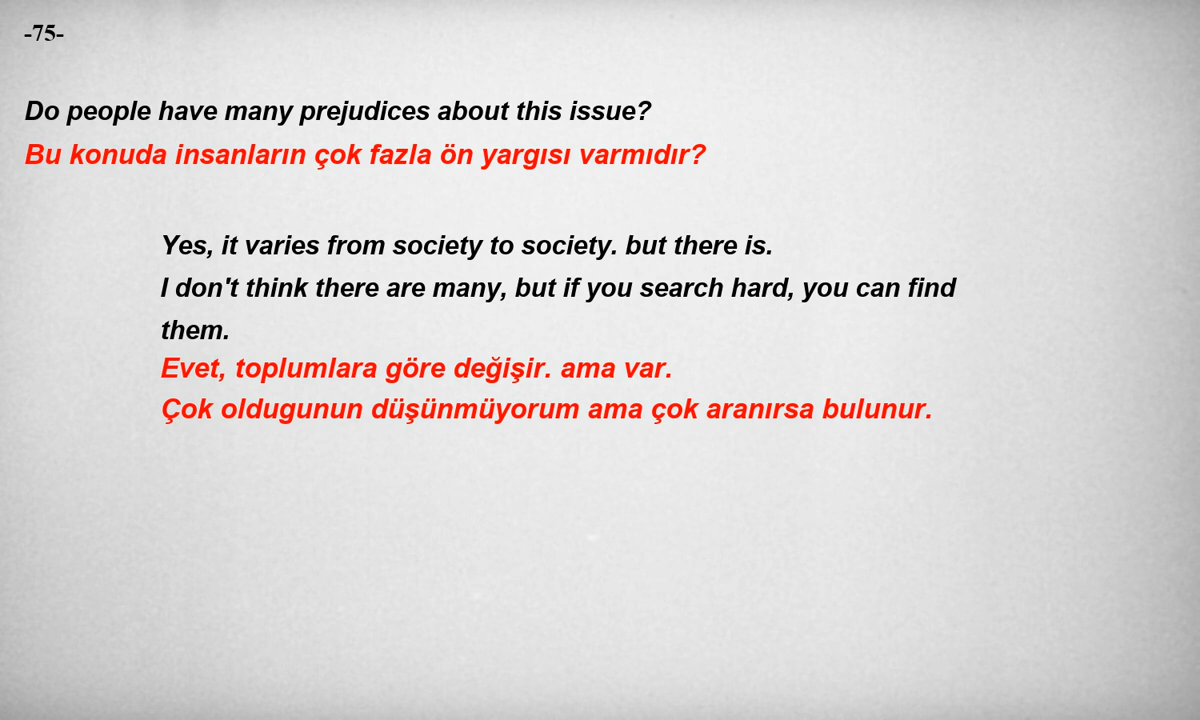 -75-
Do people have many prejudices about this issue?
Bu konuda insanların çok fazla ön yargısı varmıdır?
Yes, it varies from society to society. but there is.
I don't think there are many, but if you search hard, you can find
them.
Evet, toplumlara göre değişir. ama var.
Çok oldugunun düşünmüyorum ama çok aranırsa bulunur.